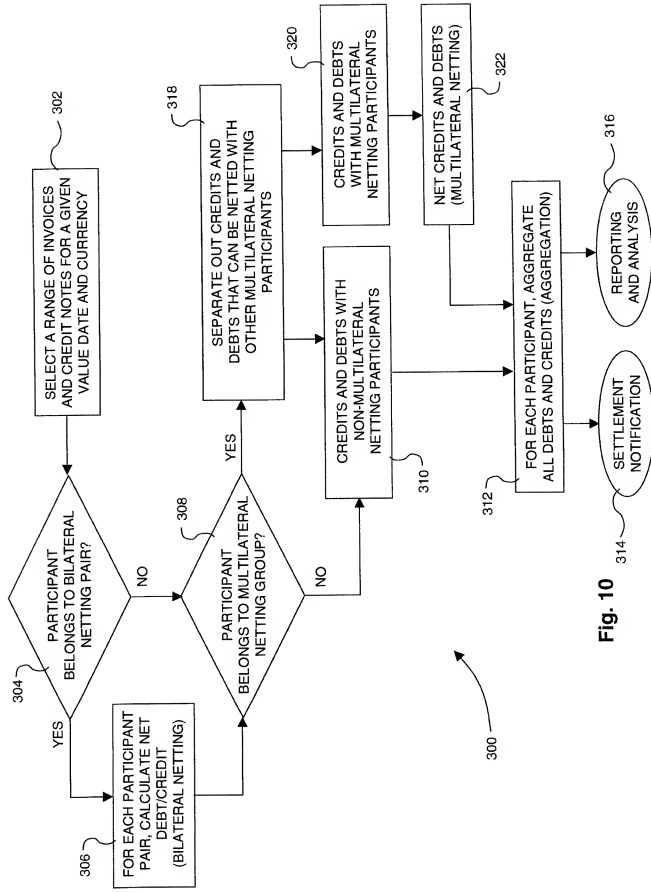 302
SELECT A RANGE OF INVOICES
AND CREDIT NOTES FOR A GIVEN
VALUE DATE AND CURRENCY
304
PARTICIPANT
BELONGS TO BILATERAL
NETTING PAIR?
YES
NO
306
FOR EACH PARTICIPANT
PAIR, CALCULATE NET
DEBT/CREDIT
(BILATERAL NETTING)
308
PARTICIPANT
BELONGS TO MULTILATERAL
NETTING GROUP?
YES
NO
318
SEPARATE OUT CREDITS AND
DEBTS THAT CAN BE NETTED WITH
OTHER MULTILATERAL NETTING
PARTICIPANTS
310
CREDITS AND DEBTS WITH
NON-MULTILATERAL
NETTING PARTICIPANTS
320
CREDITS AND DEBTS
WITH MULTILATERAL
NETTING PARTICIPANTS
322
NET CREDITS AND DEBTS
(MULTILATERAL NETTING)
312
FOR EACH PARTICIPANT, AGGREGATE
ALL DEBTS AND CREDITS (AGGREGATION)
314
SETTLEMENT
NOTIFICATION
316
REPORTING
AND ANALYSIS
300
Fig. 10